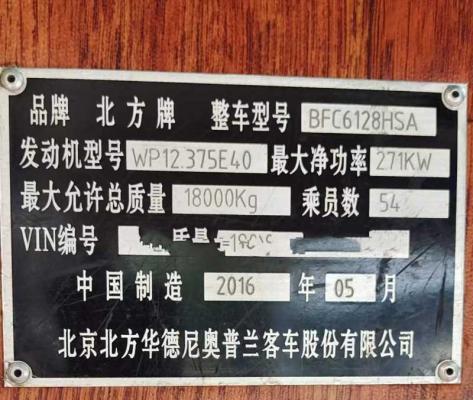 品牌 北方牌 整车型号 BFC6128HSA
发动机型号 WP12.375E40 最大净功率 271KW
最大允许总质量 18000Kg 乘员数 54
VIN编号
中国制造 2016 年 05 月
北京北方华德尼奥普兰客车股份有限公司